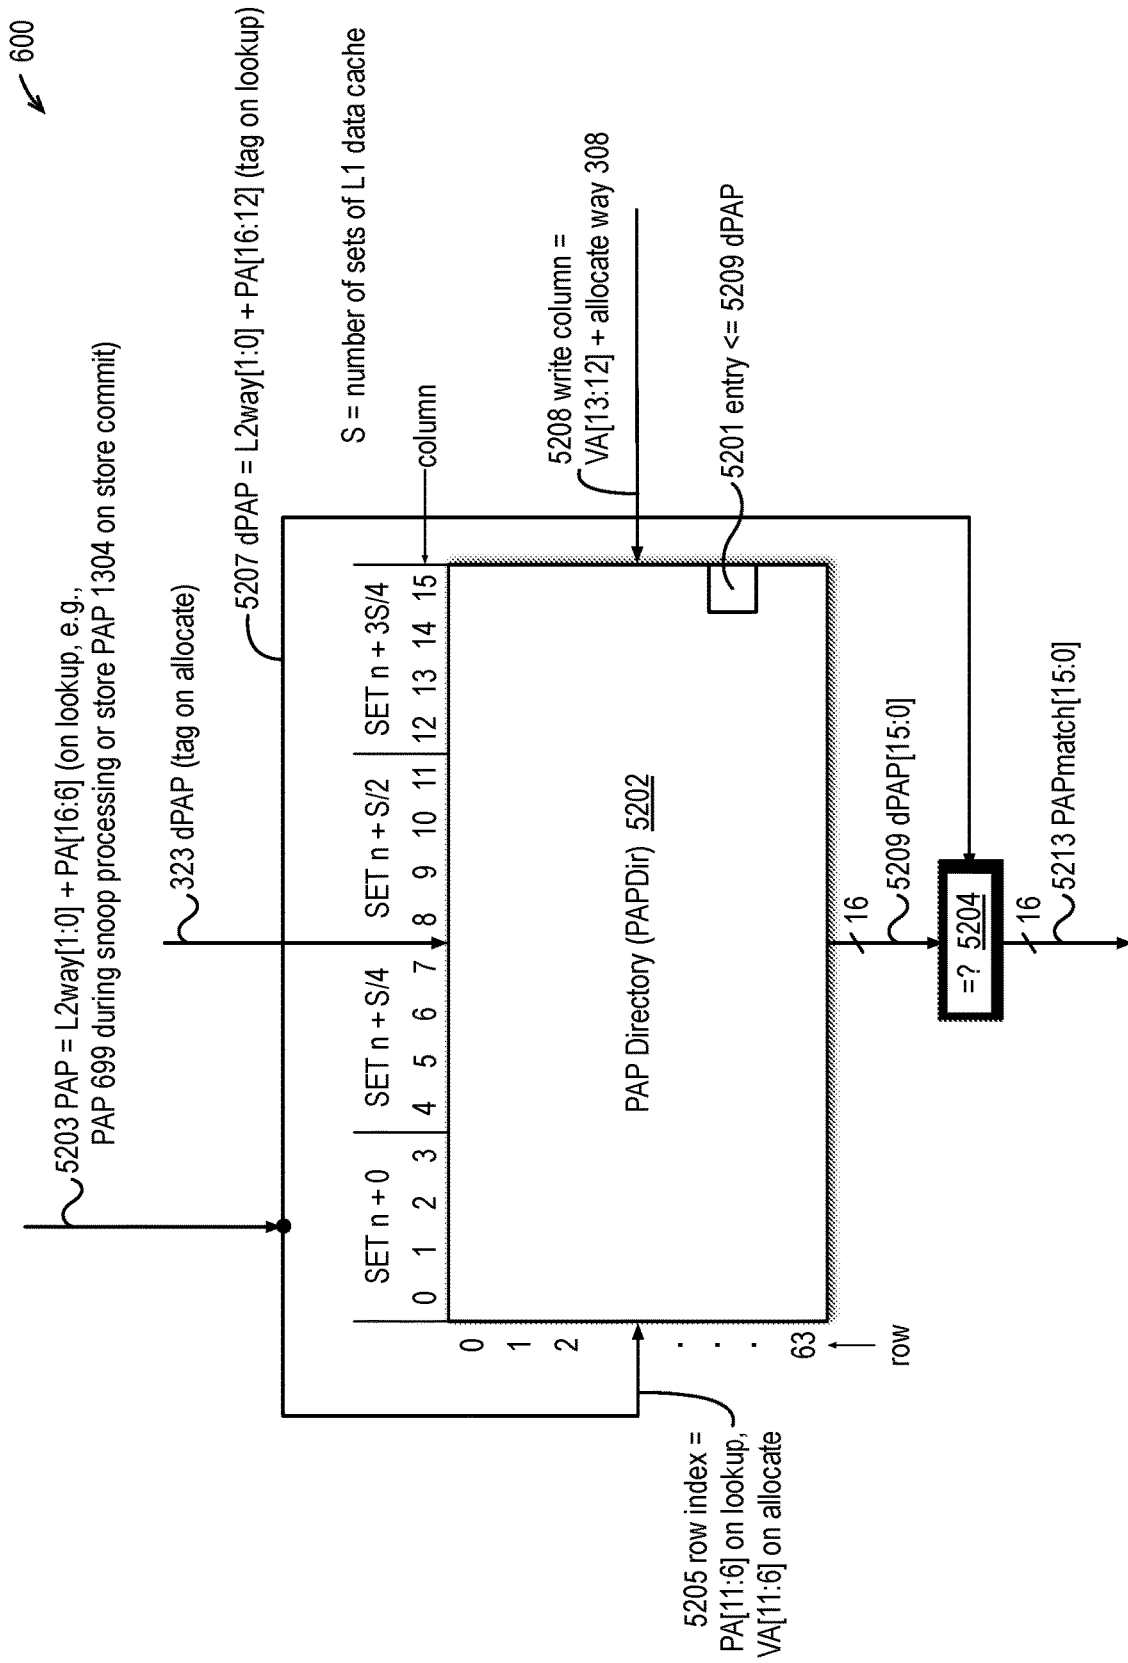 600
5203 PAP = L2way[1:0] + PA[16:6] (on lookup, e.g.,
PAP 699 during snoop processing or store PAP 1304 on store commit)
323 dPAP (tag on allocate)
5207 dPAP = L2way[1:0] + PA[16:12] (tag on lookup)
S = number of sets of L1 data cache
SET n + 0
SET n + S/4
SET n + S/2
SET n + 3S/4
column
0 1 2 3 4 5 6 7 8 9 10 11 12 13 14 15
0
1
2
.
.
.
63
row
5205 row index =
PA[11:6] on lookup,
VA[11:6] on allocate
PAP Directory (PAPDir) 5202
5208 write column =
VA[13:12] + allocate way 308
5201 entry <= 5209 dPAP
16
5209 dPAP[15:0]
=? 5204
16
5213 PAPmatch[15:0]